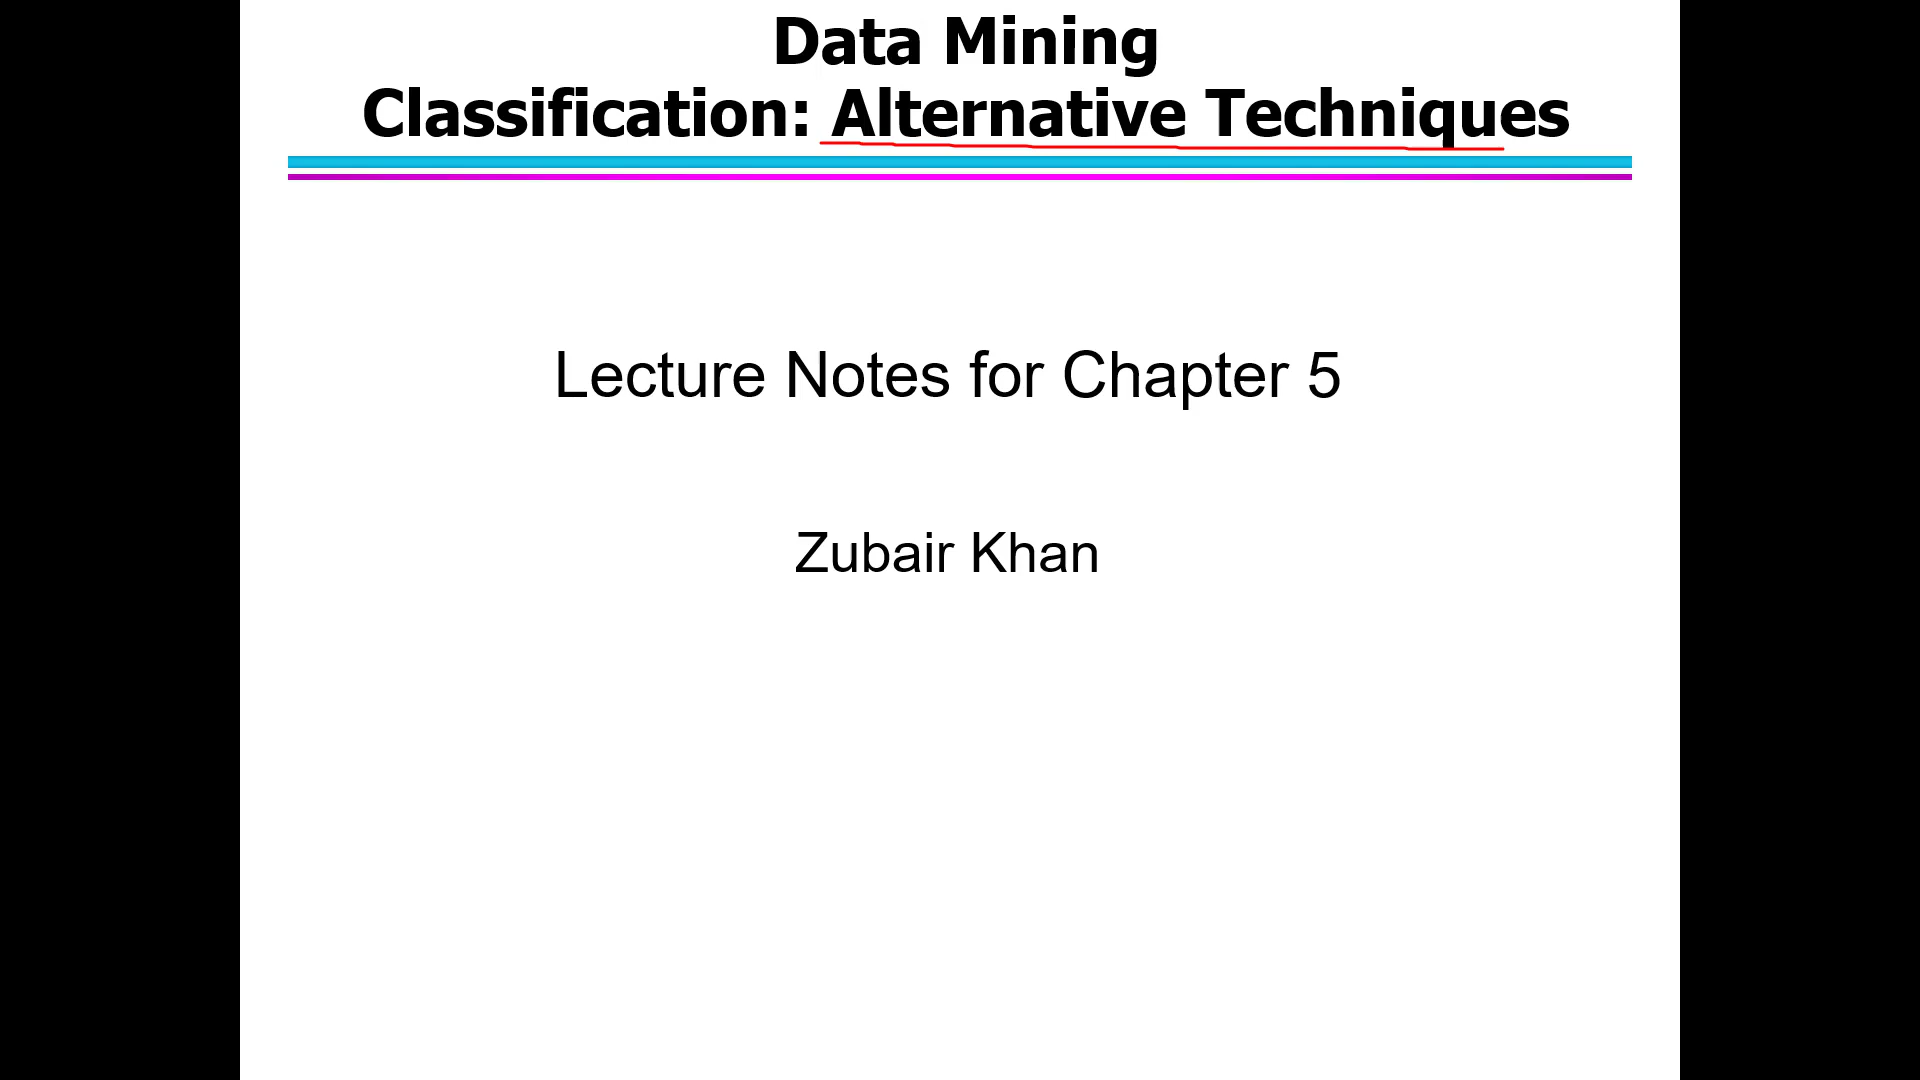 Data Mining
Classification: Alternative Techniques
Lecture Notes for Chapter 5
Zubair Khan